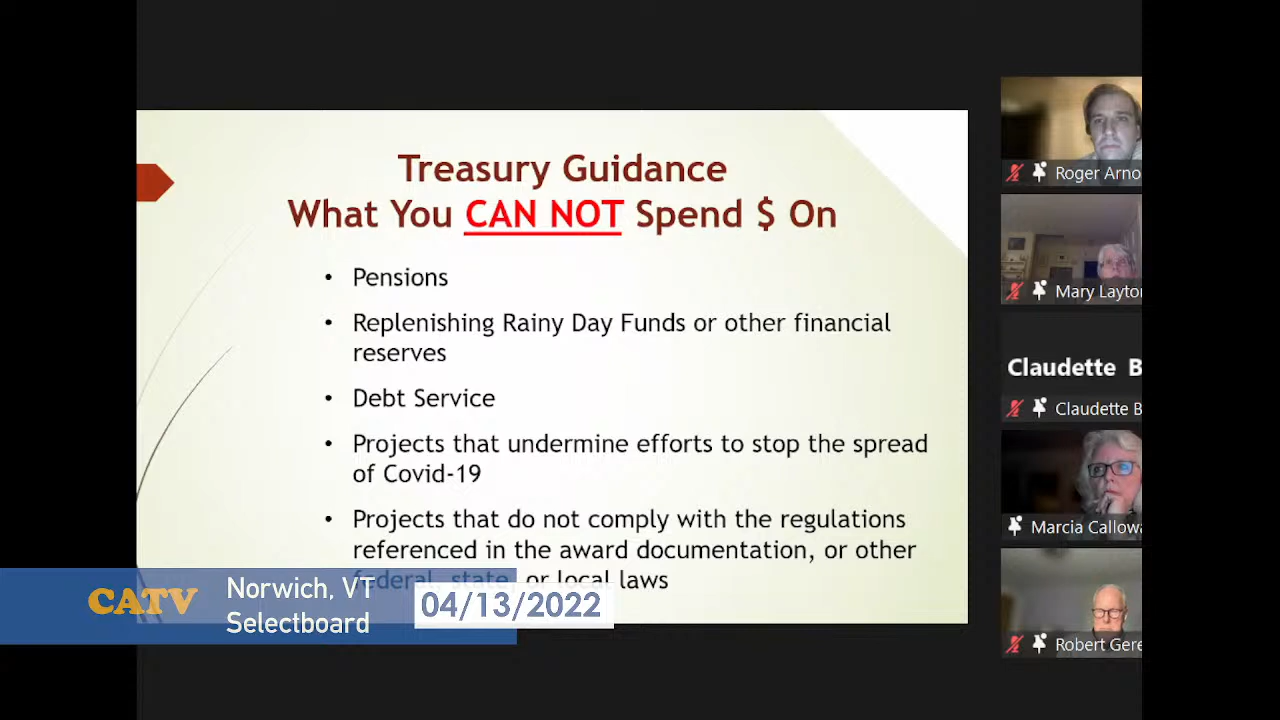 Treasury Guidance
What You CAN NOT Spend $ On
• Pensions
• Replenishing Rainy Day Funds or other financial
reserves
• Debt Service
• Projects that undermine efforts to stop the spread
of Covid-19
• Projects that do not comply with the regulations
referenced in the award documentation, or other
federal, state, or local laws
CATV
Norwich, VT
Selectboard
04/13/2022
Roger Arno
Mary Layto
Claudette B
Claudette B
Marcia Callow
Robert Gere